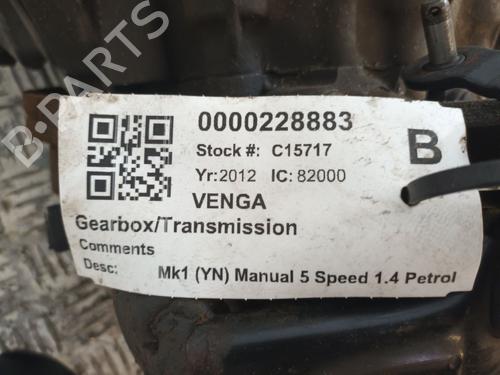 B-PARTS
0000228883
Stock #: C15717
B
Yr:2012 IC: 82000
VENGA
Gearbox/Transmission
Comments
Desc: Mk1 (YN) Manual 5 Speed 1.4 Petrol